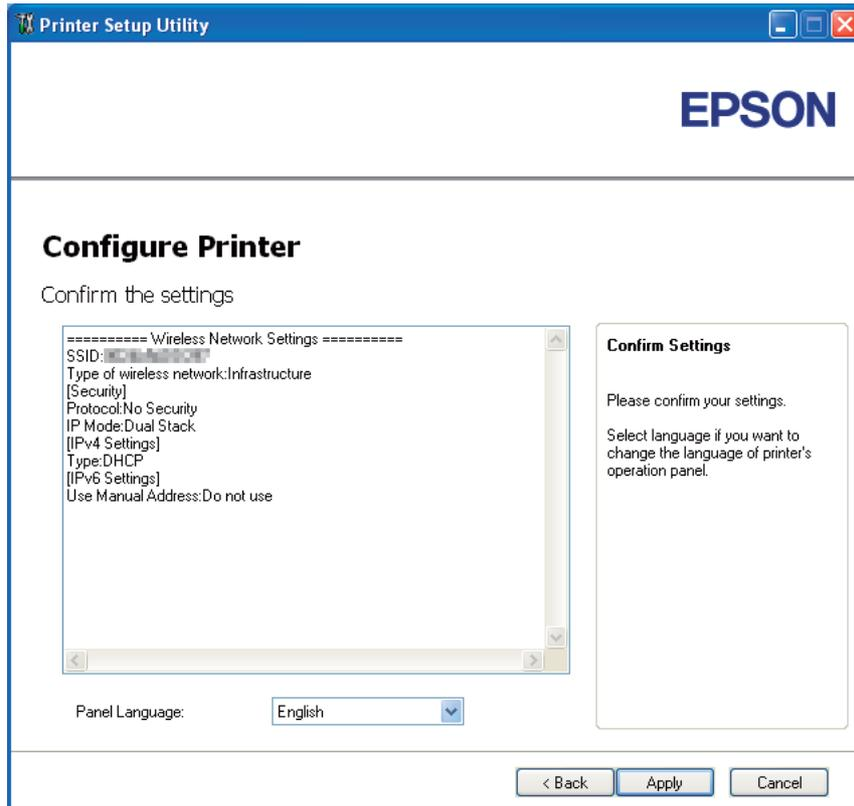 Printer Setup Utility
EPSON
Configure Printer
Confirm the settings
========== Wireless Network Settings ==========
SSID:
Type of wireless network:Infrastructure
[Security]
Protocol:No Security
IP Mode:Dual Stack
[IPv4 Settings]
Type:DHCP
[IPv6 Settings]
Use Manual Address:Do not use
Confirm Settings
Please confirm your settings.
Select language if you want to
change the language of printer's
operation panel.
Panel Language:
English
< Back
Apply
Cancel